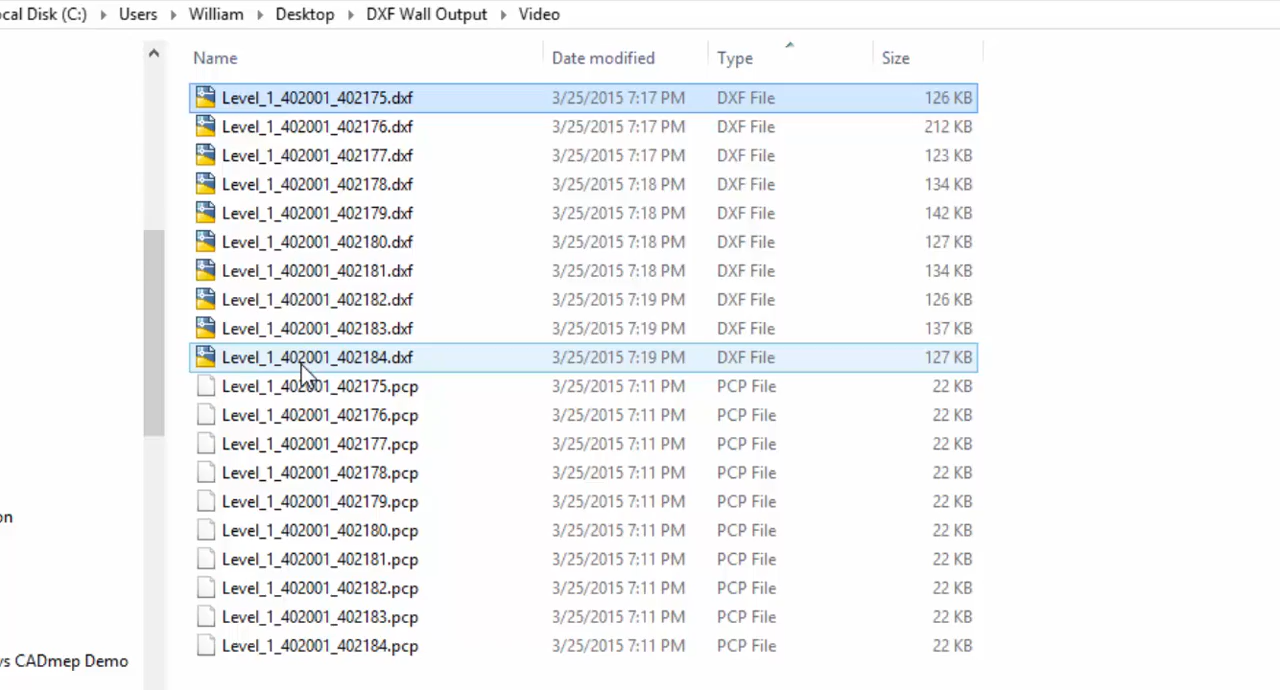 cal Disk (C:) Users William Desktop DXF Wall Output Video
Name Date modified Type Size
Level_1_402001_402175.dxf 3/25/2015 7:17 PM DXF File 126 KB
Level_1_402001_402176.dxf 3/25/2015 7:17 PM DXF File 212 KB
Level_1_402001_402177.dxf 3/25/2015 7:17 PM DXF File 123 KB
Level_1_402001_402178.dxf 3/25/2015 7:18 PM DXF File 134 KB
Level_1_402001_402179.dxf 3/25/2015 7:18 PM DXF File 142 KB
Level_1_402001_402180.dxf 3/25/2015 7:18 PM DXF File 127 KB
Level_1_402001_402181.dxf 3/25/2015 7:18 PM DXF File 134 KB
Level_1_402001_402182.dxf 3/25/2015 7:19 PM DXF File 126 KB
Level_1_402001_402183.dxf 3/25/2015 7:19 PM DXF File 137 KB
Level_1_402001_402184.dxf 3/25/2015 7:19 PM DXF File 127 KB
Level_1_402001_402175.pcp 3/25/2015 7:11 PM PCP File 22 KB
Level_1_402001_402176.pcp 3/25/2015 7:11 PM PCP File 22 KB
Level_1_402001_402177.pcp 3/25/2015 7:11 PM PCP File 22 KB
Level_1_402001_402178.pcp 3/25/2015 7:11 PM PCP File 22 KB
on Level_1_402001_402179.pcp 3/25/2015 7:11 PM PCP File 22 KB
Level_1_402001_402180.pcp 3/25/2015 7:11 PM PCP File 22 KB
Level_1_402001_402181.pcp 3/25/2015 7:11 PM PCP File 22 KB
Level_1_402001_402182.pcp 3/25/2015 7:11 PM PCP File 22 KB
Level_1_402001_402183.pcp 3/25/2015 7:11 PM PCP File 22 KB
Level_1_402001_402184.pcp 3/25/2015 7:11 PM PCP File 22 KB
vs CADmep Demo